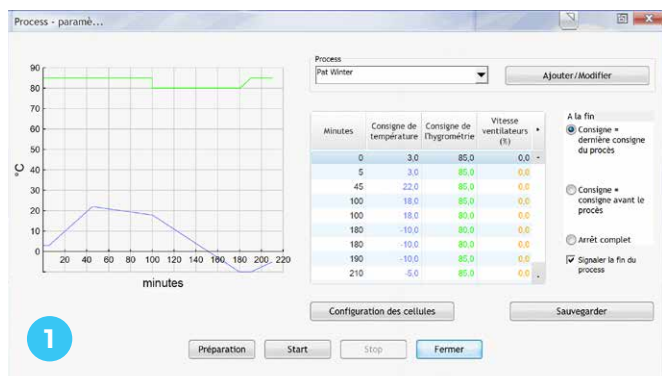 Process - paramè...
Process
Pat Winter
Ajouter/Modifier
90
80
70
60
50
40
30
20
10
0
°C
20 40 60 80 100 120 140 160 180 200 220
minutes
Minutes Consigne de température Consigne de l'hygrométrie Vitesse ventilateurs (%)
0 3,0 85,0 0,0
5 3,0 85,0 0,0
45 22,0 85,0 0,0
100 18,0 85,0 0,0
100 18,0 85,0 0,0
180 -10,0 85,0 0,0
180 -10,0 85,0 0,0
190 -10,0 85,0 0,0
210 -5,0 85,0 0,0
A la fin
Consigne =
dernière consigne
du procès
Consigne =
consigne avant le
procès
Arrêt complet
Signaler la fin du
process
Configuration des cellules
Sauvegarder
1
Préparation
Start
Stop
Fermer